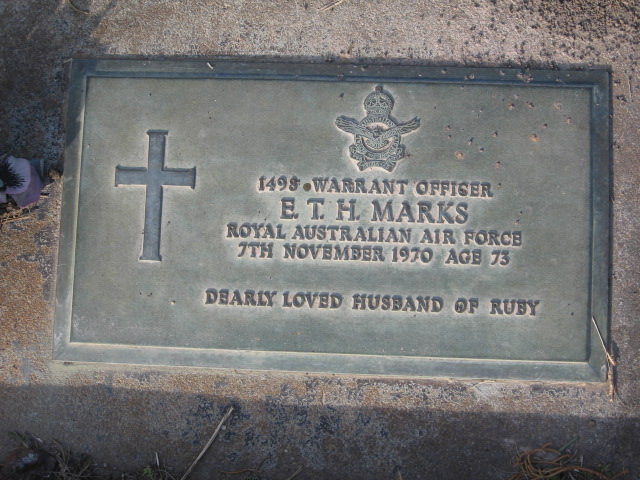 1498 WARRANT OFFICER
E. T. H. MARKS
ROYAL AUSTRALIAN AIR FORCE
7TH NOVEMBER 1970 AGE 73
DEARLY LOVED HUSBAND OF RUBY